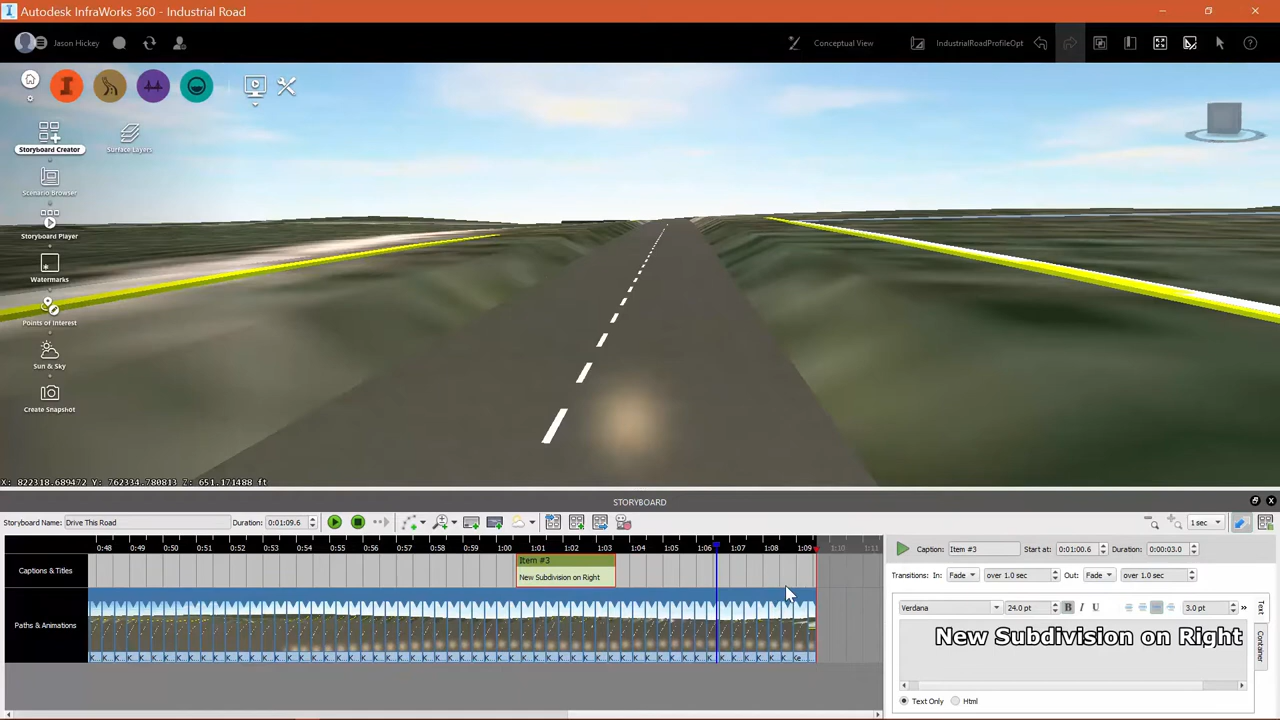 Autodesk InfraWorks 360 - Industrial Road
Jason Hickey
Conceptual View
IndustrialRoadProfileOpt
Storyboard Creator
Surface Layers
Scenario Browser
Storyboard Player
Watermarks
Points of Interest
Sun & Sky
Create Snapshot
X: 822318.689472 Y: 762334.780813 Z: 651.171488 ft
STORYBOARD
Storyboard Name: Drive This Road Duration: 0:01:09.6
1 sec
0:48 0:49 0:50 0:51 0:52 0:53 0:54 0:55 0:56 0:57 0:58 0:59 1:00 1:01 1:02 1:03 1:04 1:05 1:06 1:07 1:08 1:09 1:10 1:11
Captions & Titles
Item #3
New Subdivision on Right
Paths & Animations
Caption: Item #3 Start at: 0:01:00.6 Duration: 0:00:03.0
Transitions: In: Fade over 1.0 sec Out: Fade over 1.0 sec
Verdana 24.0 pt B I U 3.0 pt
Text
Container
New Subdivision on Right
Text Only Html